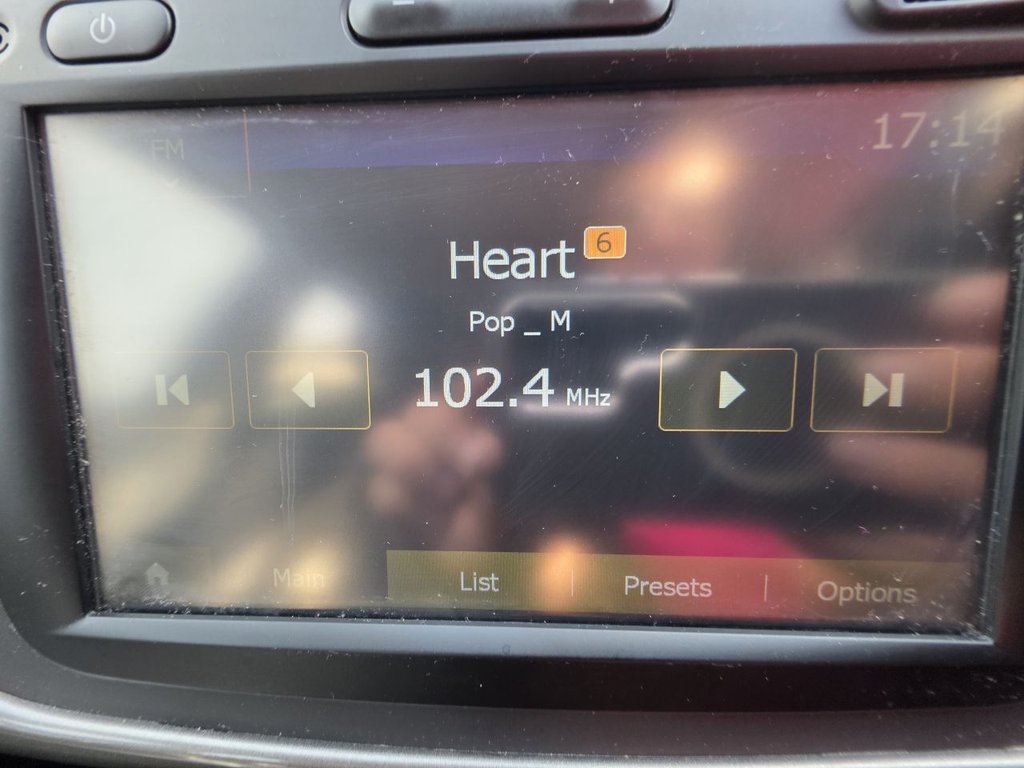 FM
17:14
Heart 6
Pop _ M
102.4 MHz
Main List Presets Options